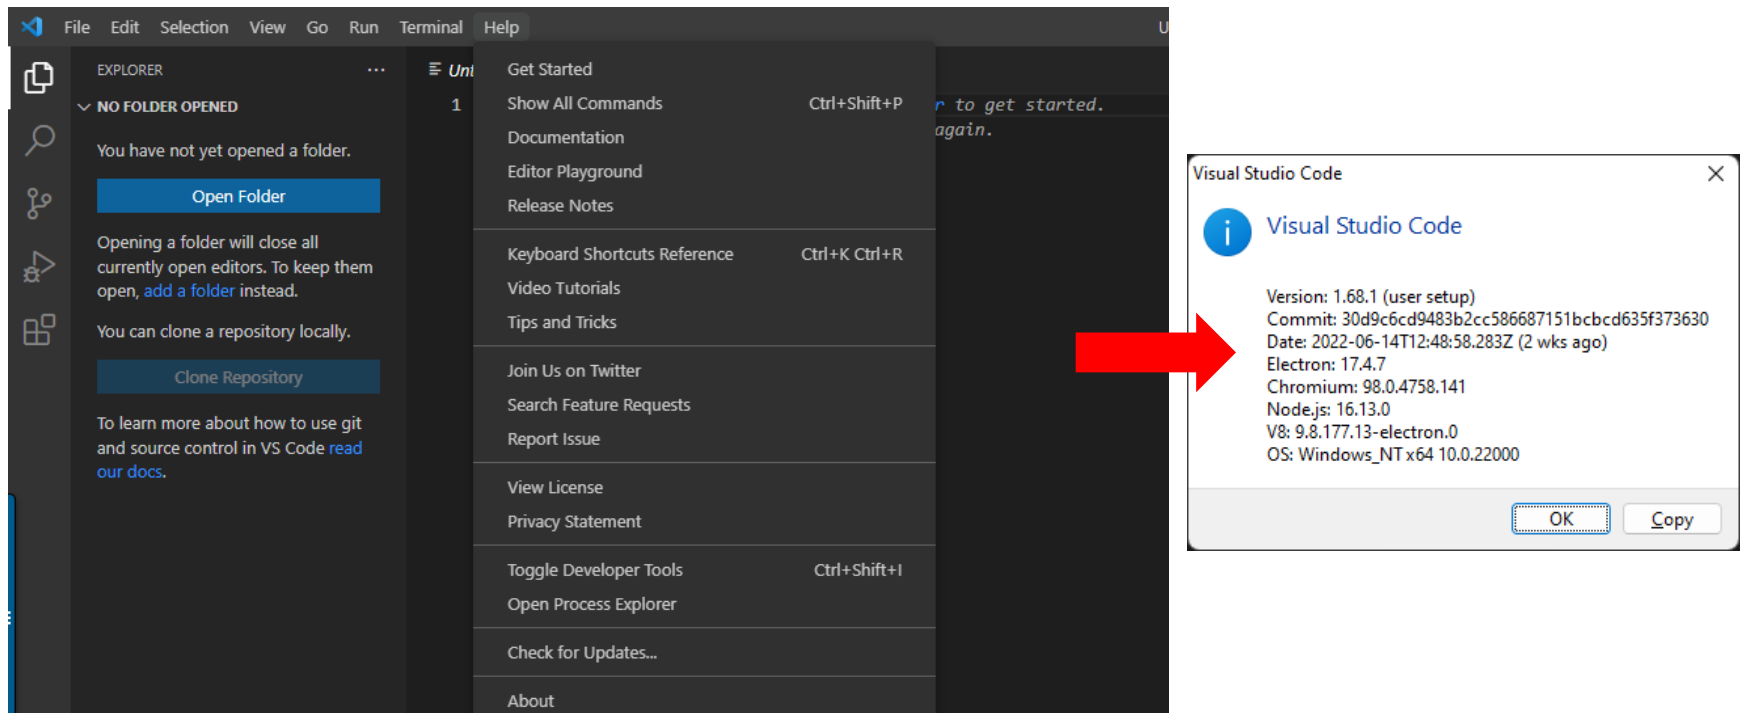 File Edit Selection View Go Run Terminal Help
EXPLORER ···
NO FOLDER OPENED
You have not yet opened a folder.
Open Folder
Opening a folder will close all
currently open editors. To keep them
open, add a folder instead.
You can clone a repository locally.
Clone Repository
To learn more about how to use git
and source control in VS Code read
our docs.
1
to get started.
again.
Get Started
Show All Commands Ctrl+Shift+P
Documentation
Editor Playground
Release Notes
Keyboard Shortcuts Reference Ctrl+K Ctrl+R
Video Tutorials
Tips and Tricks
Join Us on Twitter
Search Feature Requests
Report Issue
View License
Privacy Statement
Toggle Developer Tools Ctrl+Shift+I
Open Process Explorer
Check for Updates...
About
Visual Studio Code
Visual Studio Code
Version: 1.68.1 (user setup)
Commit: 30d9c6cd9483b2cc586687151bcbcd635f373630
Date: 2022-06-14T12:48:58.283Z (2 wks ago)
Electron: 17.4.7
Chromium: 98.0.4758.141
Node.js: 16.13.0
V8: 9.8.177.13-electron.0
OS: Windows_NT x64 10.0.22000
OK
Copy